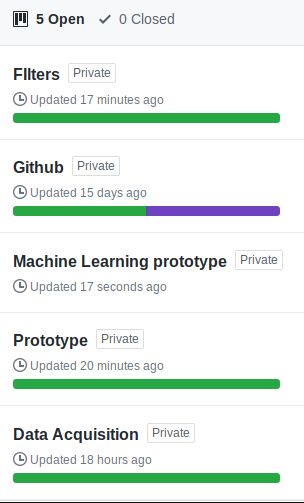 5 Open 0 Closed
FIlters Private
Updated 17 minutes ago
Github Private
Updated 15 days ago
Machine Learning prototype Private
Updated 17 seconds ago
Prototype Private
Updated 20 minutes ago
Data Acquisition Private
Updated 18 hours ago